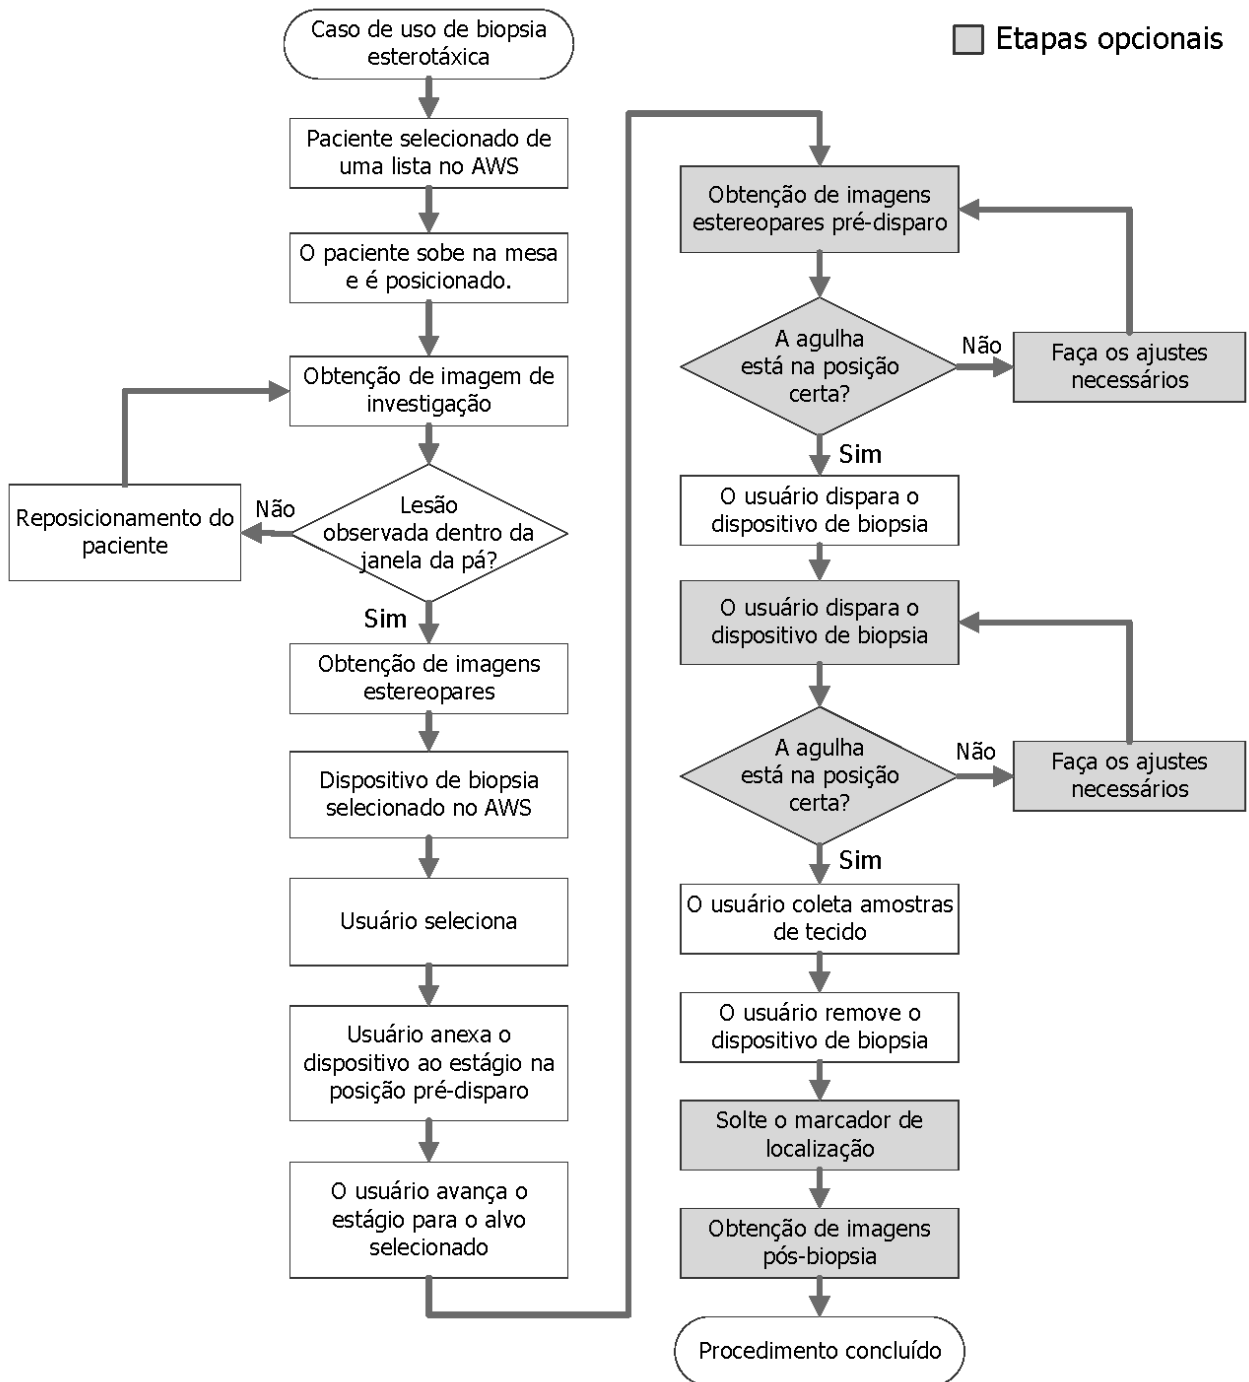 Caso de uso de biopsia
esterotáxica
Etapas opcionais
Paciente selecionado de
uma lista no AWS
O paciente sobe na mesa
e é posicionado.
Obtenção de imagem de
investigação
Lesão
observada dentro da
janela da pá?
Não
Reposicionamento do
paciente
Sim
Obtenção de imagens
estereopares
Dispositivo de biopsia
selecionado no AWS
Usuário seleciona
Usuário anexa o
dispositivo ao estágio na
posição pré-disparo
O usuário avança o
estágio para o alvo
selecionado
Obtenção de imagens
estereopares pré-disparo
A agulha
está na posição
certa?
Não
Faça os ajustes
necessários
Sim
O usuário dispara o
dispositivo de biopsia
O usuário dispara o
dispositivo de biopsia
A agulha
está na posição
certa?
Não
Faça os ajustes
necessários
Sim
O usuário coleta amostras
de tecido
O usuário remove o
dispositivo de biopsia
Solte o marcador de
localização
Obtenção de imagens
pós-biopsia
Procedimento concluído